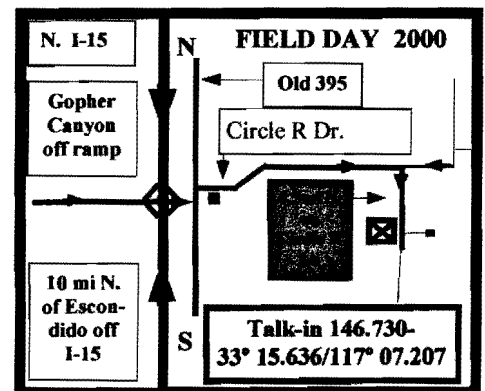 N. I-15
N
FIELD DAY 2000
Old 395
Gopher
Canyon
off ramp
Circle R Dr.
10 mi N.
of Escon-
dido off
I-15
S
Talk-in 146.730-
33° 15.636/117° 07.207